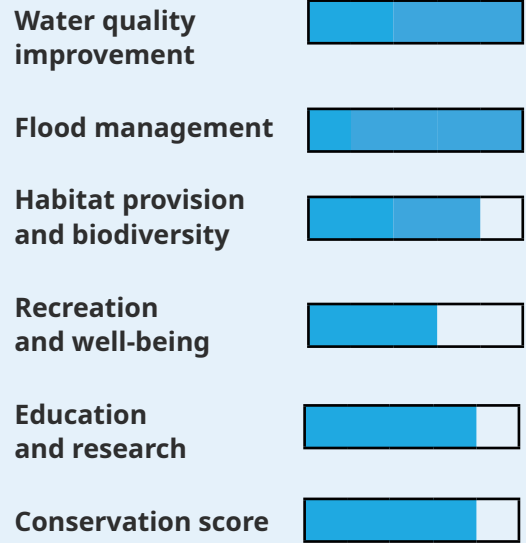 Water quality
improvement
Flood management
Habitat provision
and biodiversity
Recreation
and well-being
Education
and research
Conservation score